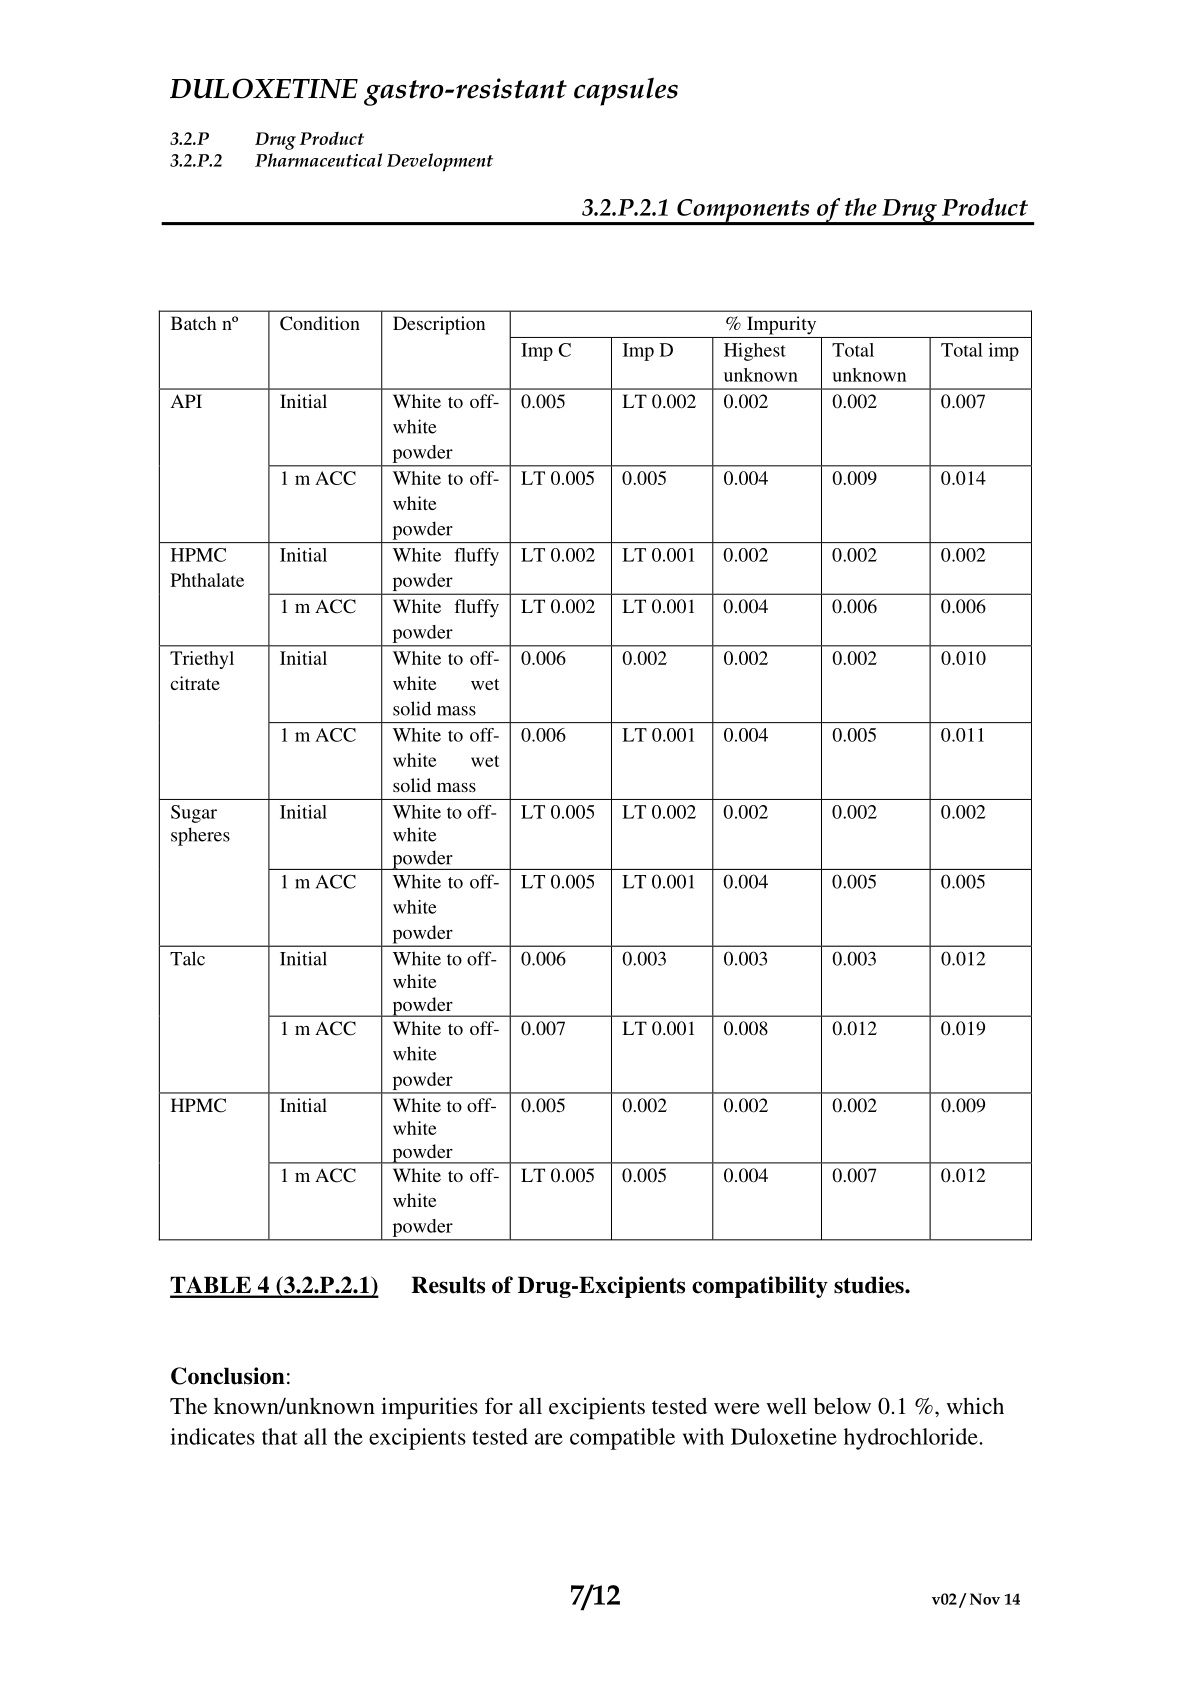 DULOXETINE gastro-resistant capsules
3.2.P Drug Product
3.2.P.2 Pharmaceutical Development
3.2.P.2.1 Components of the Drug Product
Batch nº Condition Description % Impurity
Imp C Imp D Highest Total Total imp
unknown unknown
API Initial White to off- 0.005 LT 0.002 0.002 0.002 0.007
white
powder
1 m ACC White to off- LT 0.005 0.005 0.004 0.009 0.014
white
powder
HPMC Initial White fluffy LT 0.002 LT 0.001 0.002 0.002 0.002
Phthalate powder
1 m ACC White fluffy LT 0.002 LT 0.001 0.004 0.006 0.006
powder
Triethyl Initial White to off- 0.006 0.002 0.002 0.002 0.010
citrate white wet
solid mass
1 m ACC White to off- 0.006 LT 0.001 0.004 0.005 0.011
white wet
solid mass
Sugar Initial White to off- LT 0.005 LT 0.002 0.002 0.002 0.002
spheres white
powder
1 m ACC White to off- LT 0.005 LT 0.001 0.004 0.005 0.005
white
powder
Talc Initial White to off- 0.006 0.003 0.003 0.003 0.012
white
powder
1 m ACC White to off- 0.007 LT 0.001 0.008 0.012 0.019
white
powder
HPMC Initial White to off- 0.005 0.002 0.002 0.002 0.009
white
powder
1 m ACC White to off- LT 0.005 0.005 0.004 0.007 0.012
white
powder
TABLE 4 (3.2.P.2.1) Results of Drug-Excipients compatibility studies.
Conclusion:
The known/unknown impurities for all excipients tested were well below 0.1 %, which
indicates that all the excipients tested are compatible with Duloxetine hydrochloride.
7/12
v02 / Nov 14